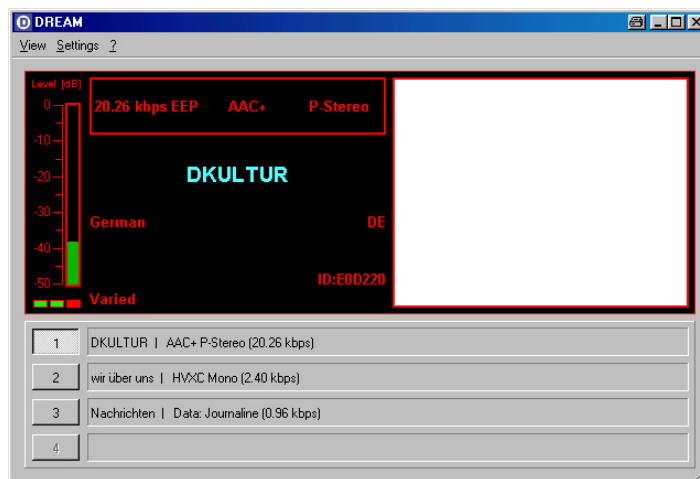 DREAM
View Settings ?
Level [dB]
0
-10
-20
-30
-40
-50
20.26 kbps EEP AAC+ P-Stereo
DKULTUR
German DE
ID:E0D220
Varied
1 DKULTUR | AAC+ P-Stereo (20.26 kbps)
2 wir über uns | HVXC Mono (2.40 kbps)
3 Nachrichten | Data: Journaline (0.96 kbps)
4